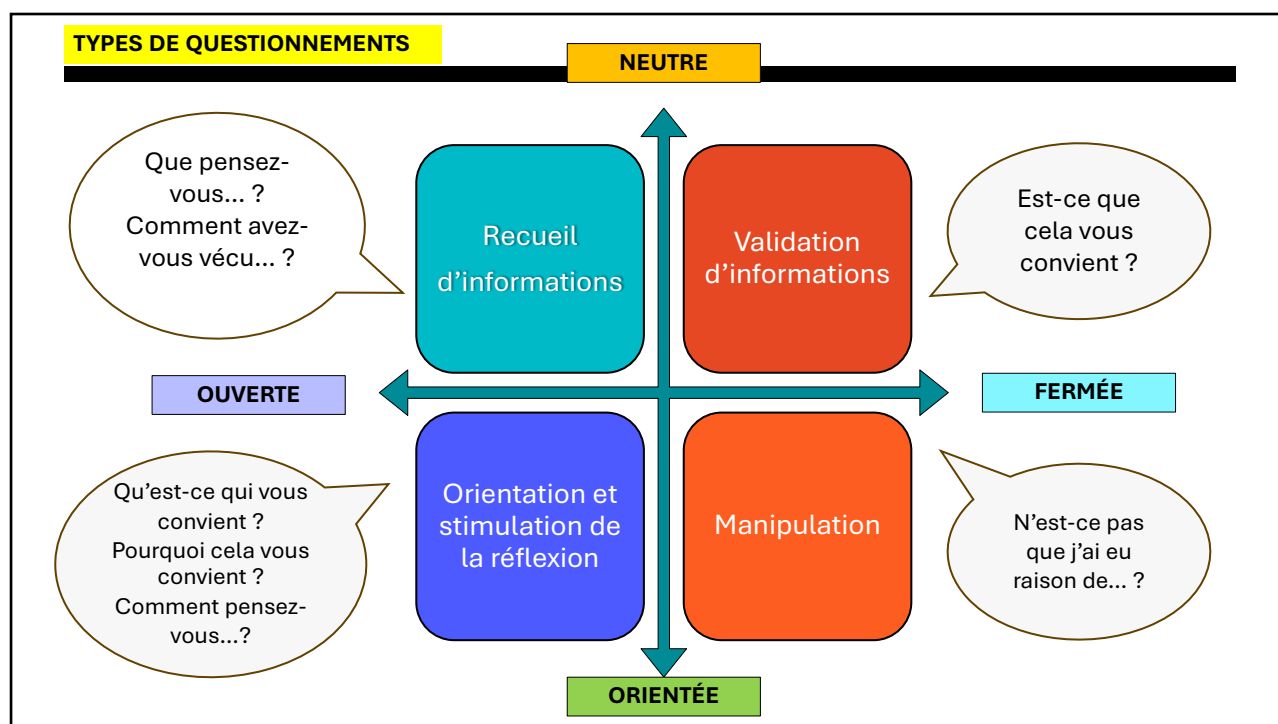 TYPES DE QUESTIONNEMENTS
NEUTRE
Que pensez-
vous... ?
Comment avez-
vous vécu... ?
Recueil
d’informations
Validation
d’informations
Est-ce que
cela vous
convient ?
OUVERTE
FERMÉE
Qu’est-ce qui vous
convient ?
Pourquoi cela vous
convient ?
Comment pensez-
vous...?
Orientation et
stimulation de
la réflexion
Manipulation
N’est-ce pas
que j’ai eu
raison de... ?
ORIENTÉE